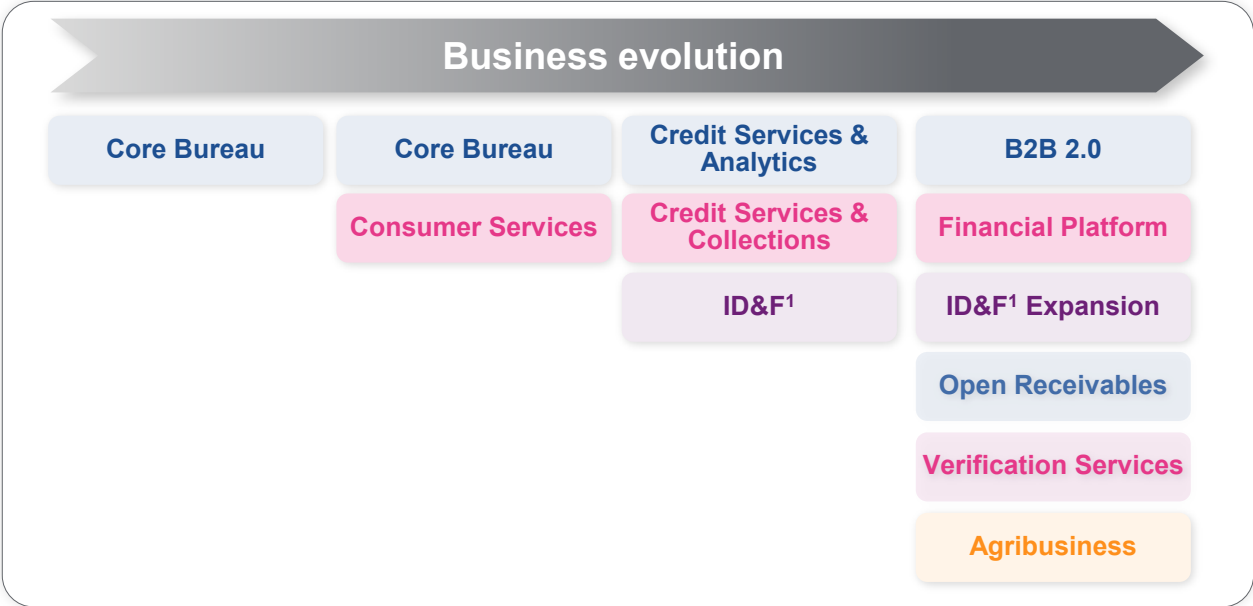 Business evolution
Core Bureau
Core Bureau
Credit Services &
Analytics
B2B 2.0
Consumer Services
Credit Services &
Collections
Financial Platform
ID&F¹
ID&F¹ Expansion
Open Receivables
Verification Services
Agribusiness